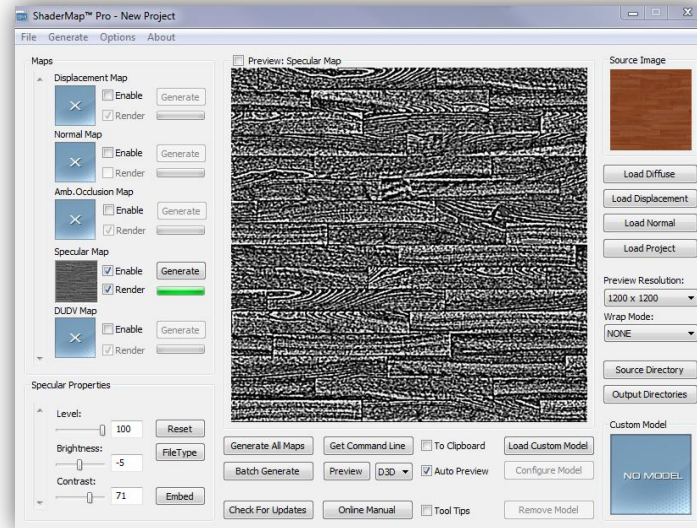 ShaderMap™ Pro - New Project
File Generate Options About
Maps
Displacement Map
Enable
Generate
Render
Normal Map
Enable
Generate
Render
Amb.Occlusion Map
Enable
Generate
Render
Specular Map
Enable
Generate
Render
DUDV Map
Enable
Generate
Render
Specular Properties
Level:
100
Reset
Brightness:
-5
FileType
Contrast:
71
Embed
Preview: Specular Map
Generate All Maps
Get Command Line
To Clipboard
Load Custom Model
Batch Generate
Preview
D3D
Auto Preview
Configure Model
Check For Updates
Online Manual
Tool Tips
Remove Model
Source Image
Load Diffuse
Load Displacement
Load Normal
Load Project
Preview Resolution:
1200 x 1200
Wrap Mode:
NONE
Source Directory
Output Directories
Custom Model
NO MODEL